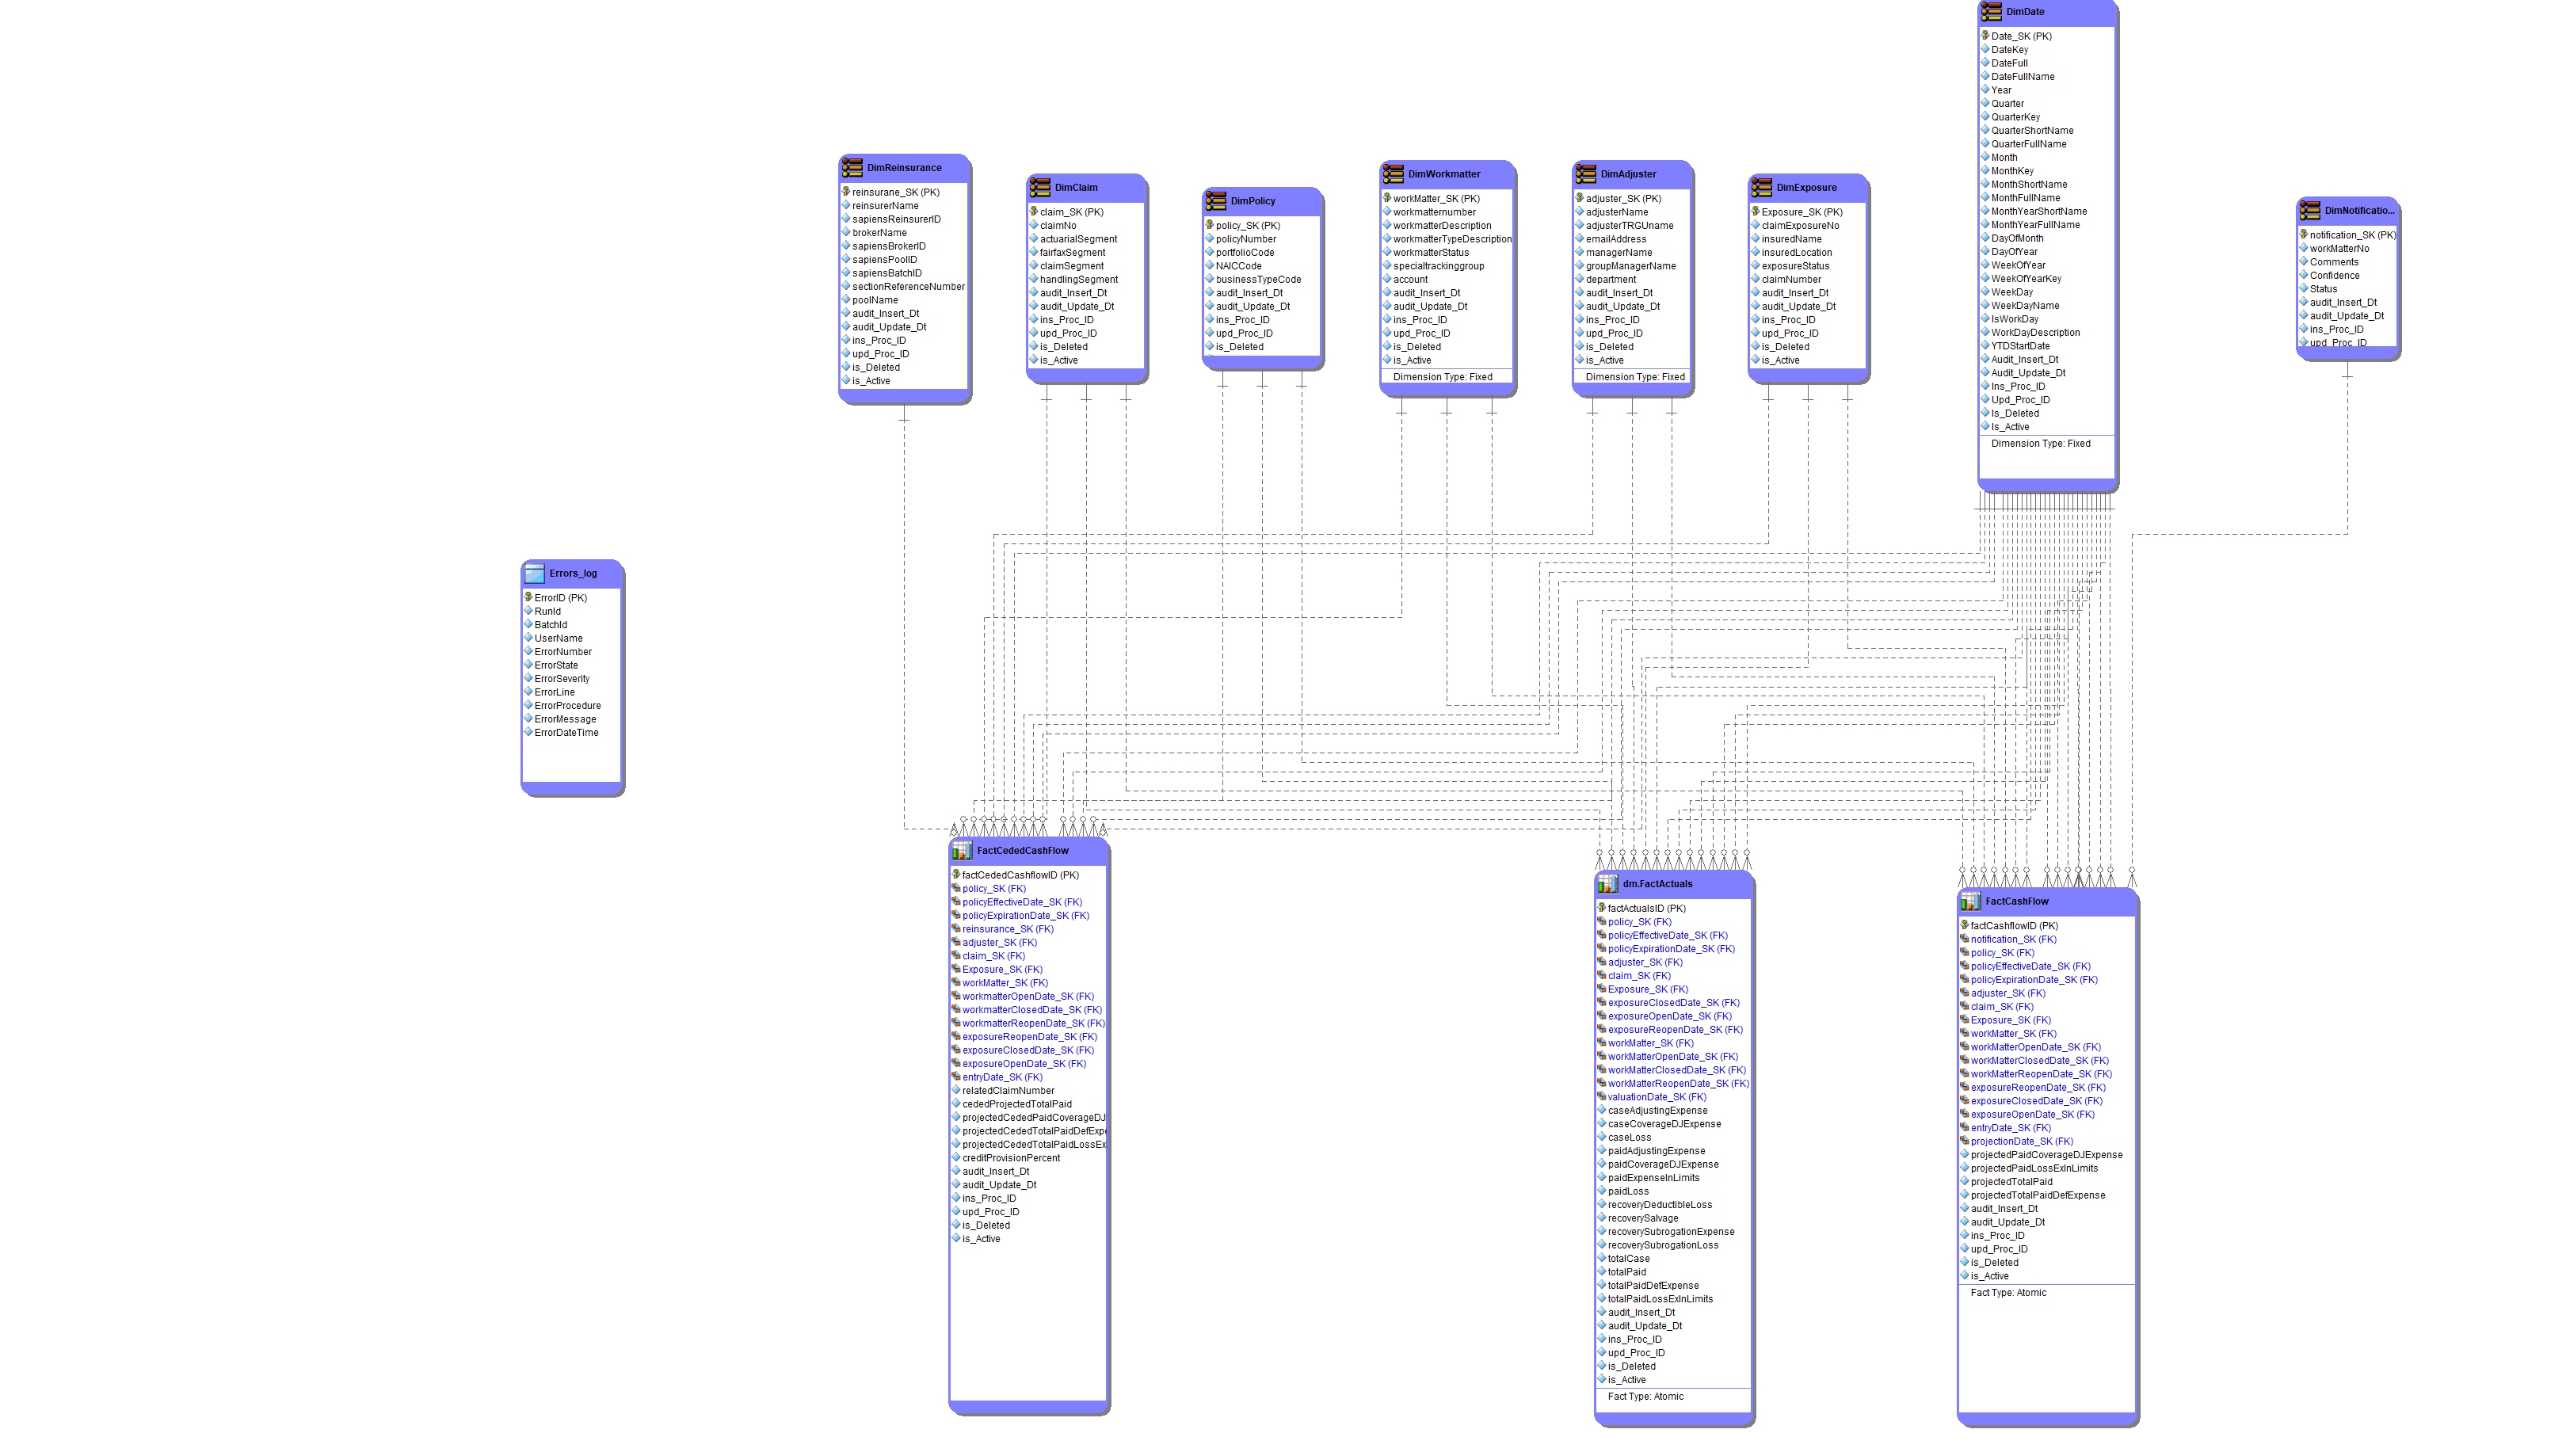 DimDate
Date_SK (PK)
DateKey
DateFull
DateFullName
Year
Quarter
QuarterKey
QuarterShortName
QuarterFullName
Month
MonthKey
MonthShortName
MonthFullName
MonthYearShortName
MonthYearFullName
DayOfMonth
DayOfYear
WeekOfYear
WeekOfYearKey
WeekDay
WeekDayName
IsWorkDay
WorkDayDescription
YTDStartDate
Audit_Insert_Dt
Audit_Update_Dt
Ins_Proc_ID
Upd_Proc_ID
Is_Deleted
Is_Active
Dimension Type: Fixed
DimReinsurance
reinsurane_SK (PK)
reinsurerName
sapiensReinsurerID
brokerName
sapiensBrokerID
sapiensPoolID
sapiensBatchID
sectionReferenceNumber
poolName
audit_Insert_Dt
audit_Update_Dt
ins_Proc_ID
upd_Proc_ID
is_Deleted
is_Active
DimClaim
claim_SK (PK)
claimNo
actuarialSegment
fairfaxSegment
claimSegment
handlingSegment
audit_Insert_Dt
audit_Update_Dt
ins_Proc_ID
upd_Proc_ID
is_Deleted
is_Active
DimPolicy
policy_SK (PK)
policyNumber
portfolioCode
NAICCode
businessTypeCode
audit_Insert_Dt
audit_Update_Dt
ins_Proc_ID
upd_Proc_ID
is_Deleted
DimWorkmatter
workMatter_SK (PK)
workmatternumber
workmatterDescription
workmatterTypeDescription
workmatterStatus
specialtrackinggroup
account
audit_Insert_Dt
audit_Update_Dt
ins_Proc_ID
upd_Proc_ID
is_Deleted
is_Active
Dimension Type: Fixed
DimAdjuster
adjuster_SK (PK)
adjusterName
adjusterTRGUname
emailAddress
managerName
groupManagerName
department
audit_Insert_Dt
audit_Update_Dt
ins_Proc_ID
upd_Proc_ID
is_Deleted
is_Active
Dimension Type: Fixed
DimExposure
Exposure_SK (PK)
claimExposureNo
insuredName
insuredLocation
exposureStatus
claimNumber
audit_Insert_Dt
audit_Update_Dt
ins_Proc_ID
upd_Proc_ID
is_Deleted
is_Active
DimNotificatio...
notification_SK (PK)
workMatterNo
Comments
Confidence
Status
audit_Insert_Dt
audit_Update_Dt
ins_Proc_ID
upd_Proc_ID
Errors_log
ErrorID (PK)
RunId
BatchId
UserName
ErrorNumber
ErrorState
ErrorSeverity
ErrorLine
ErrorProcedure
ErrorMessage
ErrorDateTime
FactCededCashFlow
factCededCashflowID (PK)
policy_SK (FK)
policyEffectiveDate_SK (FK)
policyExpirationDate_SK (FK)
reinsurance_SK (FK)
adjuster_SK (FK)
claim_SK (FK)
Exposure_SK (FK)
workMatter_SK (FK)
workmatterOpenDate_SK (FK)
workmatterClosedDate_SK (FK)
workmatterReopenDate_SK (FK)
exposureReopenDate_SK (FK)
exposureClosedDate_SK (FK)
exposureOpenDate_SK (FK)
entryDate_SK (FK)
relatedClaimNumber
cededProjectedTotalPaid
projectedCededPaidCoverageDJ
projectedCededTotalPaidDefExpe
projectedCededTotalPaidLossEx
creditProvisionPercent
audit_Insert_Dt
audit_Update_Dt
ins_Proc_ID
upd_Proc_ID
is_Deleted
is_Active
dm.FactActuals
factActualsID (PK)
policy_SK (FK)
policyEffectiveDate_SK (FK)
policyExpirationDate_SK (FK)
adjuster_SK (FK)
claim_SK (FK)
Exposure_SK (FK)
exposureClosedDate_SK (FK)
exposureOpenDate_SK (FK)
exposureReopenDate_SK (FK)
workMatter_SK (FK)
workMatterOpenDate_SK (FK)
workMatterClosedDate_SK (FK)
workMatterReopenDate_SK (FK)
valuationDate_SK (FK)
caseAdjustingExpense
caseCoverageDJExpense
caseLoss
paidAdjustingExpense
paidCoverageDJExpense
paidExpenseInLimits
paidLoss
recoveryDeductibleLoss
recoverySalvage
recoverySubrogationExpense
recoverySubrogationLoss
totalCase
totalPaid
totalPaidDefExpense
totalPaidLossExInLimits
audit_Insert_Dt
audit_Update_Dt
ins_Proc_ID
upd_Proc_ID
is_Deleted
is_Active
Fact Type: Atomic
FactCashFlow
factCashflowID (PK)
notification_SK (FK)
policy_SK (FK)
policyEffectiveDate_SK (FK)
policyExpirationDate_SK (FK)
adjuster_SK (FK)
claim_SK (FK)
Exposure_SK (FK)
workMatter_SK (FK)
workMatterOpenDate_SK (FK)
workMatterClosedDate_SK (FK)
workMatterReopenDate_SK (FK)
exposureReopenDate_SK (FK)
exposureClosedDate_SK (FK)
exposureOpenDate_SK (FK)
entryDate_SK (FK)
projectionDate_SK (FK)
projectedPaidCoverageDJExpense
projectedPaidLossExInLimits
projectedTotalPaid
projectedTotalPaidDefExpense
audit_Insert_Dt
audit_Update_Dt
ins_Proc_ID
upd_Proc_ID
is_Deleted
is_Active
Fact Type: Atomic